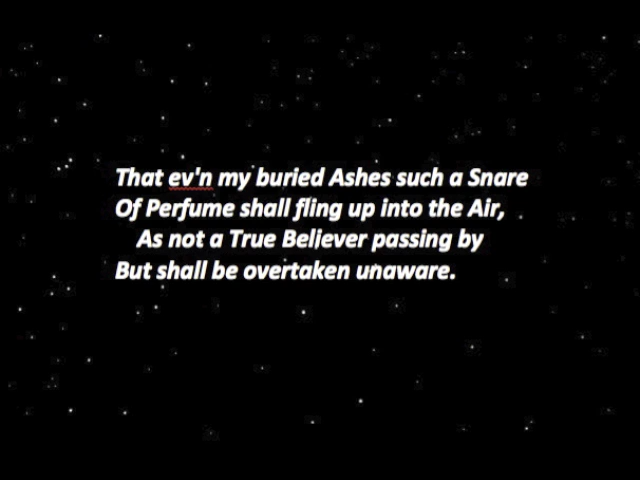 That ev'n my buried Ashes such a Snare
Of Perfume shall fling up into the Air,
As not a True Believer passing by
But shall be overtaken unaware.